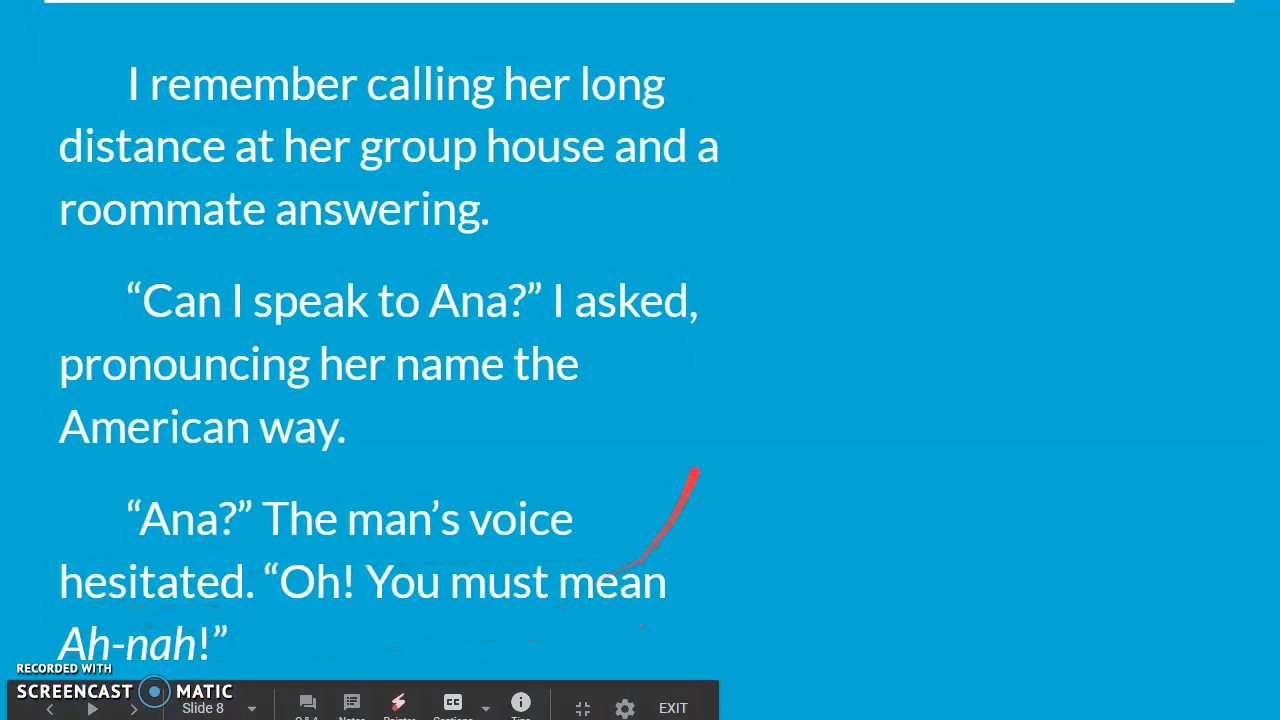 I remember calling her long
distance at her group house and a
roommate answering.
“Can I speak to Ana?” I asked,
pronouncing her name the
American way.
“Ana?” The man’s voice
hesitated. “Oh! You must mean
Ah-nah!”
RECORDED WITH
SCREENCAST MATIC
Slide 8
CC
EXIT